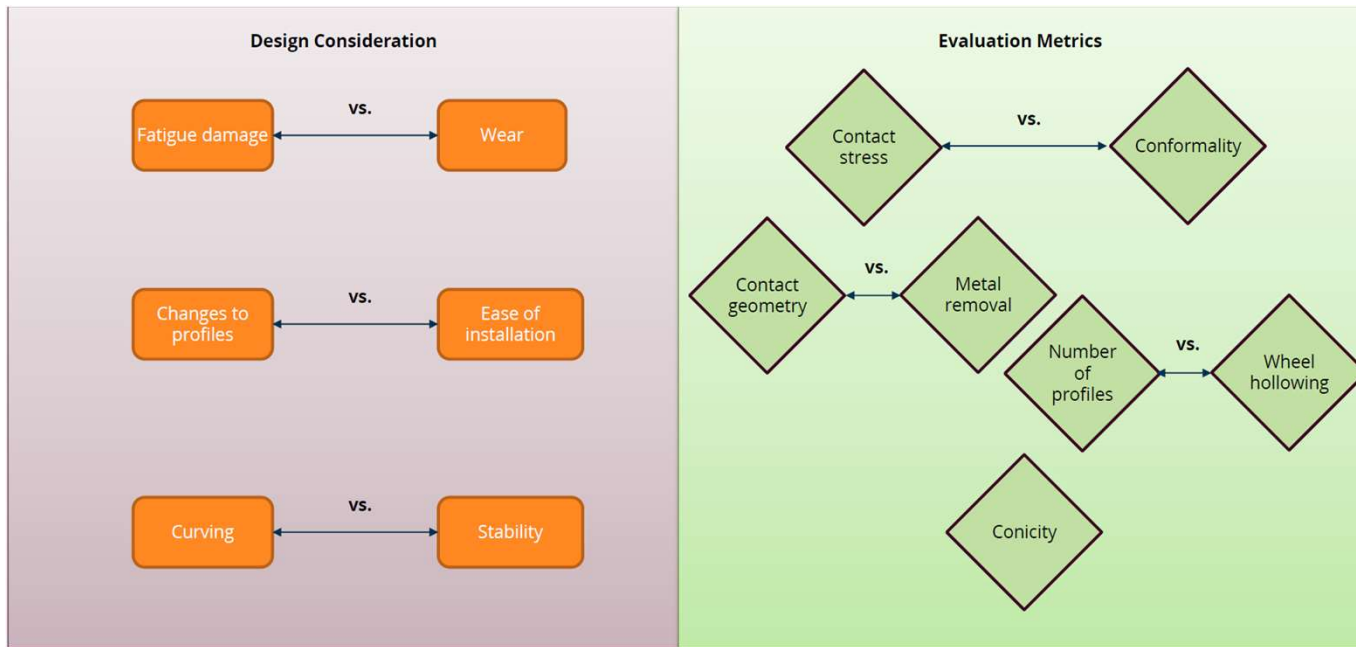 Design Consideration
Evaluation Metrics
Fatigue damage
vs.
Wear
Contact
stress
vs.
Conformality
Changes to
profiles
vs.
Ease of
installation
Contact
geometry
vs.
Metal
removal
Number
of
profiles
vs.
Wheel
hollowing
Curving
vs.
Stability
Conicity